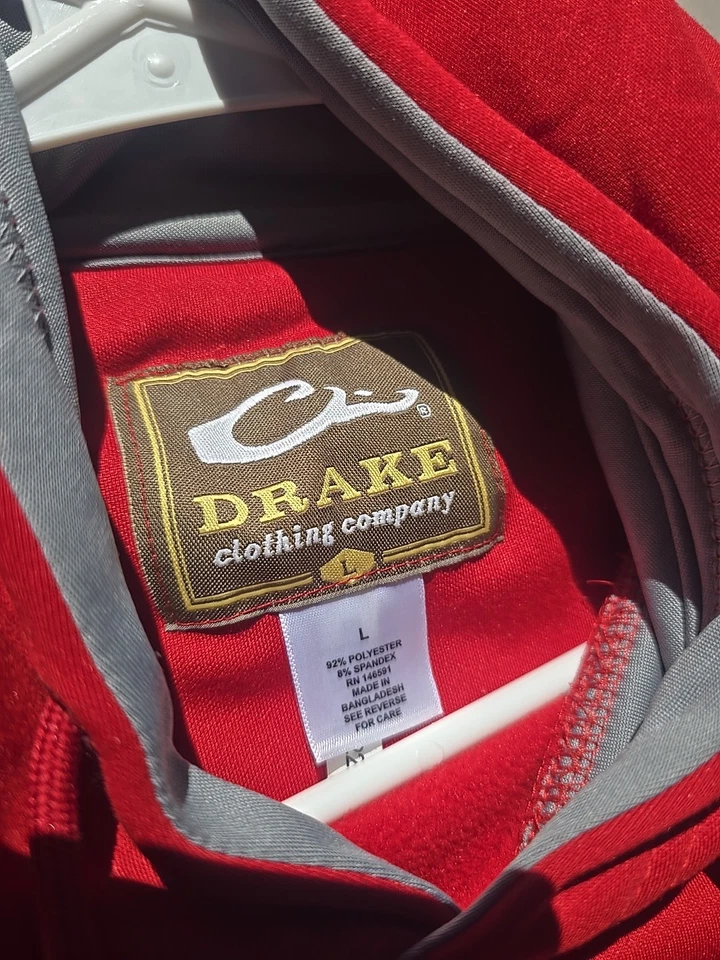 ®
DRAKE
clothing company
L
L
92% POLYESTER
8% SPANDEX
RN 146591
MADE IN
BANGLADESH
SEE REVERSE
FOR CARE